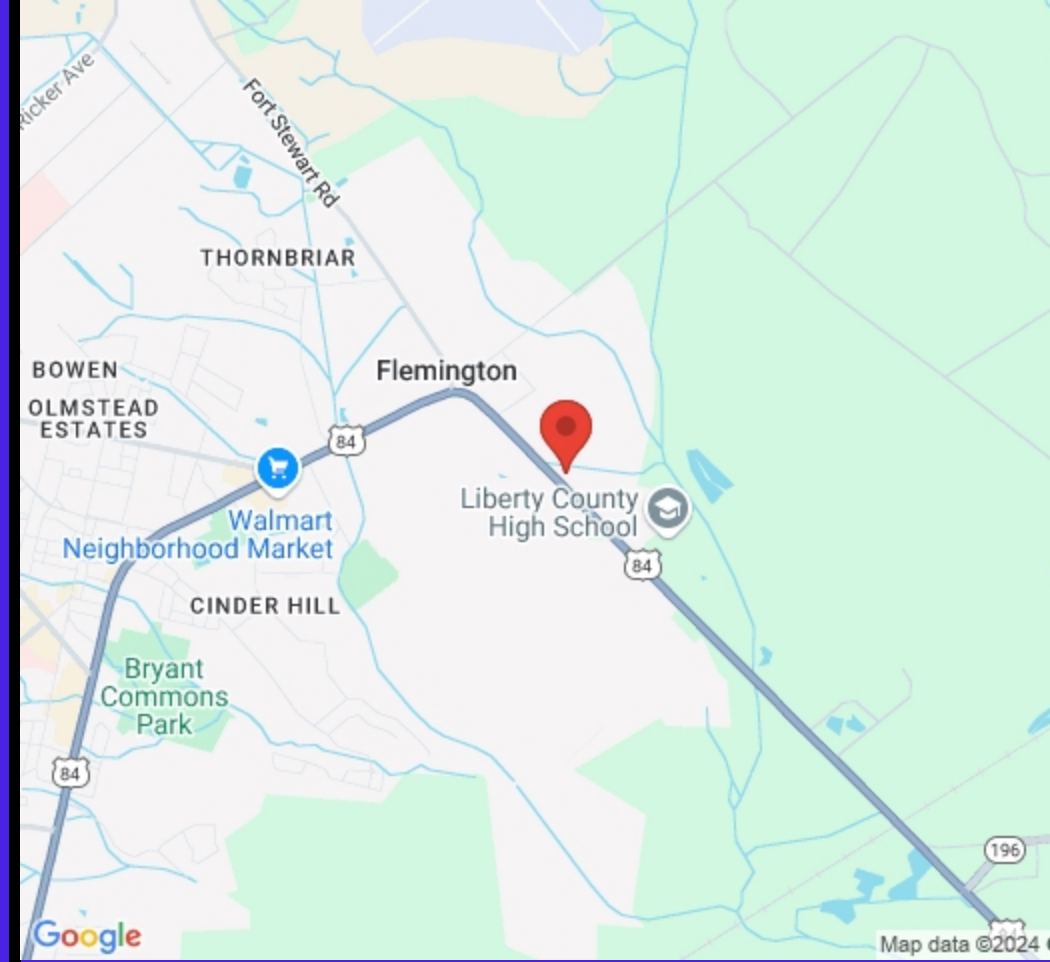 Ricker Ave
Fort Stewart Rd
THORNBRIAR
BOWEN
OLMSTEAD
ESTATES
Flemington
84
Walmart
Neighborhood Market
Liberty County
High School
84
CINDER HILL
Bryant
Commons
Park
84
196
84
Google
Map data ©2024